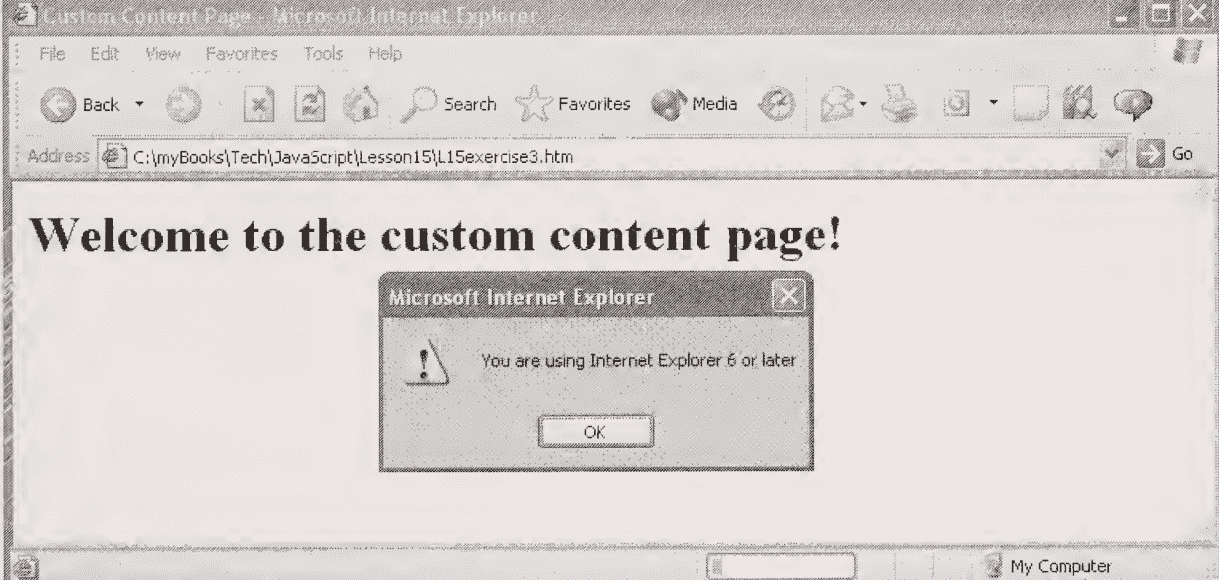 Custom Content Page - Microsoft Internet Explorer
File Edit View Favorites Tools Help
Back Search Favorites Media
Address C:\myBooks\Tech\JavaScript\Lesson15\L15exercise3.htm Go
Welcome to the custom content page!
Microsoft Internet Explorer
You are using Internet Explorer 6 or later
OK
My Computer